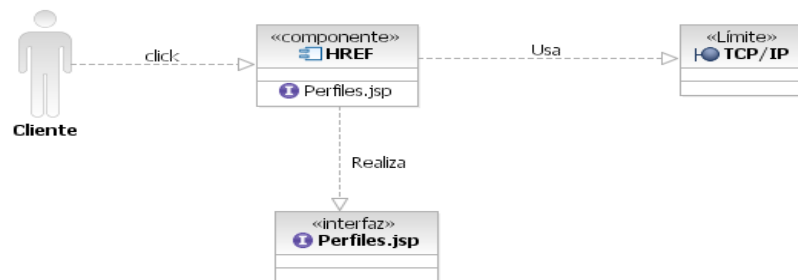 «componente»
HREF
Perfiles.jsp
«Límite»
TCP/IP
click
Usa
Cliente
Realiza
«interfaz»
Perfiles.jsp